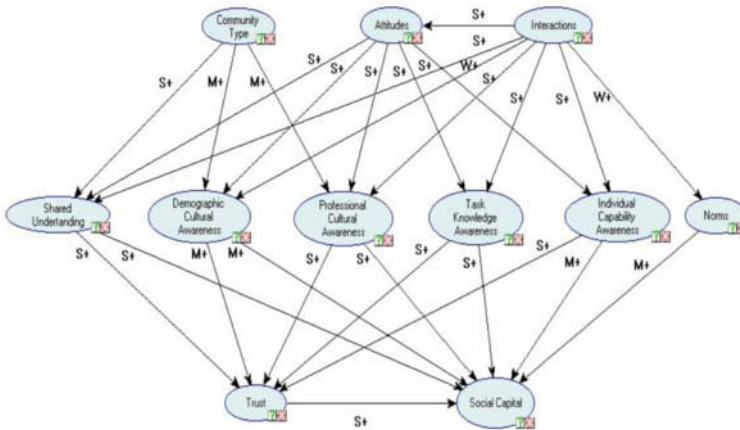 Community
Type
Attitudes
Interactions
S+
S+
S+
S+
M+
M+
S+
S+
S+
S+
W+
S+
S+
S+
W+
Shared
Undertanding
Demographic
Cultural
Awareness
Professional
Cultural
Awareness
Task
Knowledge
Awareness
Individual
Capability
Awareness
Norms
S+
S+
M+
M+
S+
S+
S+
S+
S+
M+
M+
Trust
S+
Social Capital